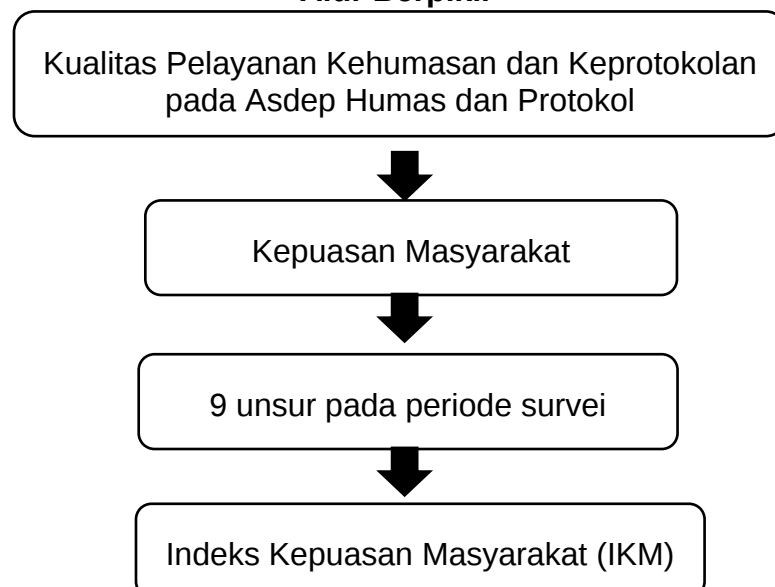 Kualitas Pelayanan Kehumasan dan Keprotokolan
pada Asdep Humas dan Protokol
Kepuasan Masyarakat
9 unsur pada periode survei
Indeks Kepuasan Masyarakat (IKM)